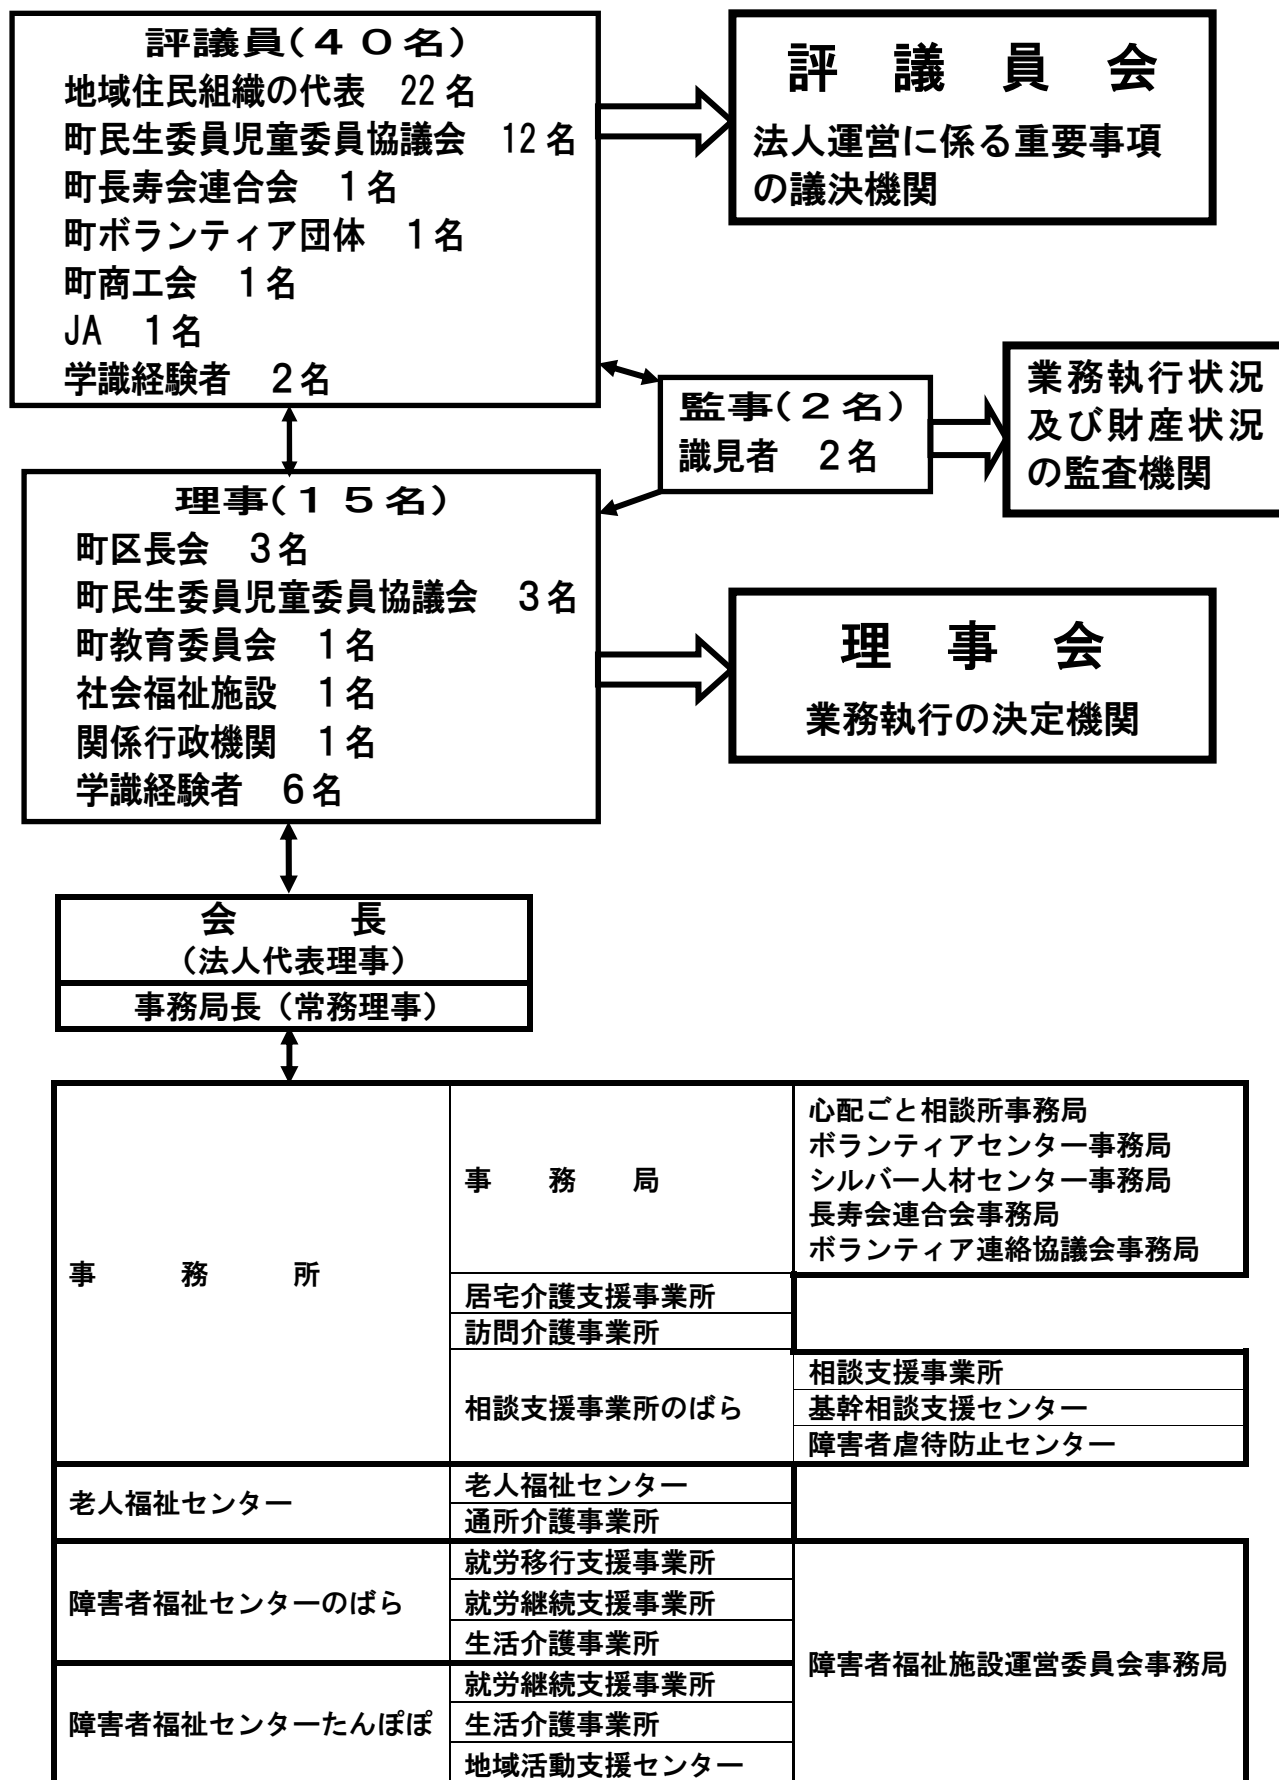 評議員(４０名)
地域住民組織の代表　22名
町民生委員児童委員協議会　12名
町長寿会連合会　１名
町ボランティア団体　１名
町商工会　１名
JA　１名
学識経験者　２名
評　議　員　会
法人運営に係る重要事項
の議決機関
監事(２名)
識見者　２名
業務執行状況
及び財産状況
の監査機関
理事(１５名)
町区長会　３名
町民生委員児童委員協議会　３名
町教育委員会　１名
社会福祉施設　１名
関係行政機関　１名
学識経験者　６名
理　事　会
業務執行の決定機関
会　　　長
（法人代表理事）
事務局長（常務理事）
事　　　務　　　所
事　　務　　局
心配ごと相談所事務局
ボランティアセンター事務局
シルバー人材センター事務局
長寿会連合会事務局
ボランティア連絡協議会事務局
居宅介護支援事業所
訪問介護事業所
相談支援事業所のばら
相談支援事業所
基幹相談支援センター
障害者虐待防止センター
老人福祉センター
老人福祉センター
通所介護事業所
障害者福祉センターのばら
就労移行支援事業所
就労継続支援事業所
生活介護事業所
障害者福祉施設運営委員会事務局
障害者福祉センターたんぽぽ
就労継続支援事業所
生活介護事業所
地域活動支援センター